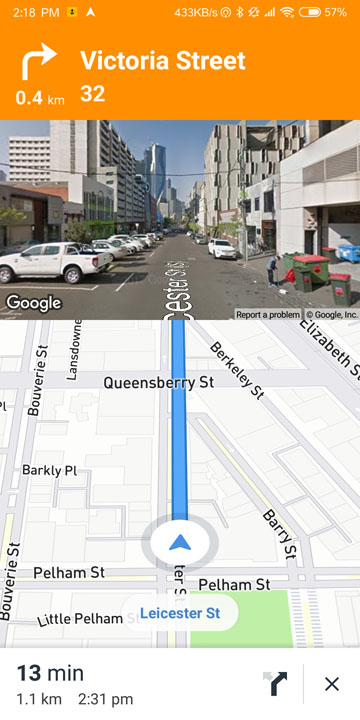 2:18 PM 433KB/s 57%
Victoria Street
0.4 km 32
cester St
Google
Report a problem © Google, Inc.
Elizabeth S
Lansdowne
Bouverie St
Berkeley St
Queensberry St
Pl
Barkly Pl
Barry St
Bouverie St
Pelham St
ter St
Pelham St
Little Pelham St
Leicester St
13 min
1.1 km 2:31 pm